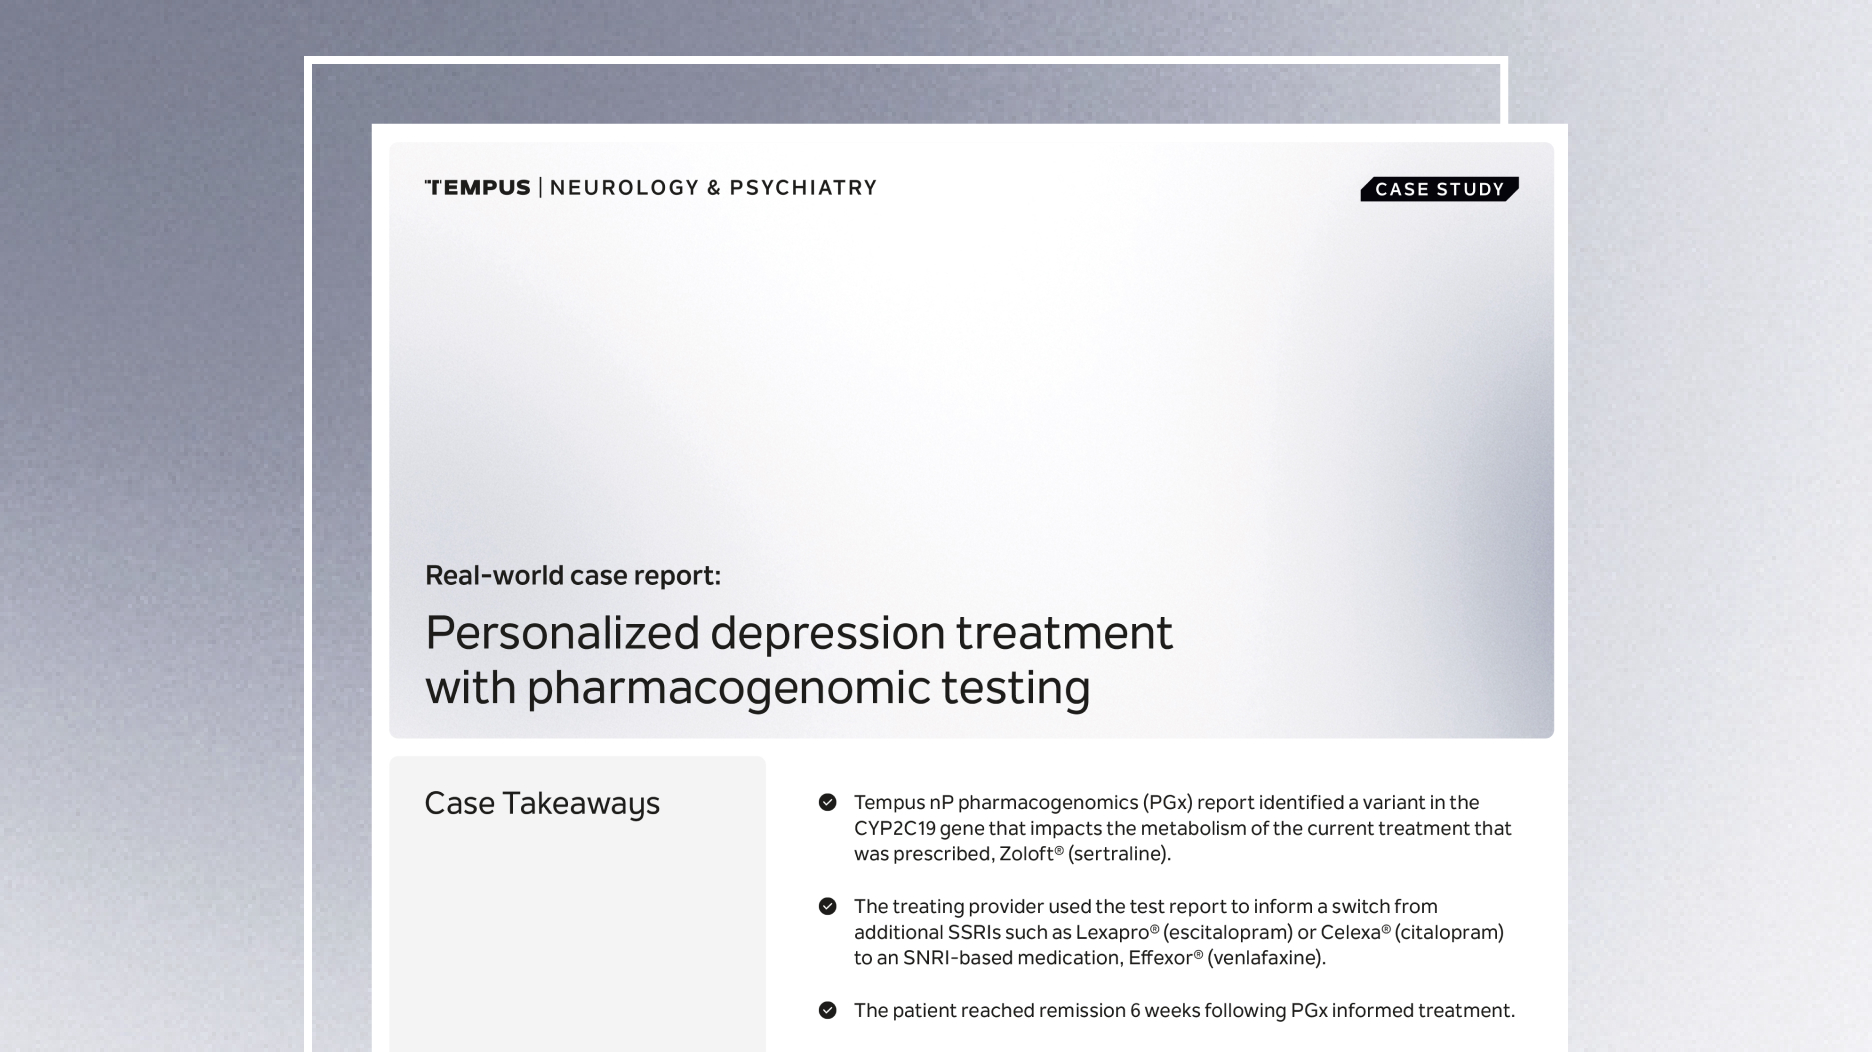 TEMPUS | NEUROLOGY & PSYCHIATRY
CASE STUDY
Real-world case report:
Personalized depression treatment
with pharmacogenomic testing
Case Takeaways
Tempus nP pharmacogenomics (PGx) report identified a variant in the
CYP2C19 gene that impacts the metabolism of the current treatment that
was prescribed, Zoloft® (sertraline).
The treating provider used the test report to inform a switch from
additional SSRIs such as Lexapro® (escitalopram) or Celexa® (citalopram)
to an SNRI-based medication, Effexor® (venlafaxine).
The patient reached remission 6 weeks following PGx informed treatment.